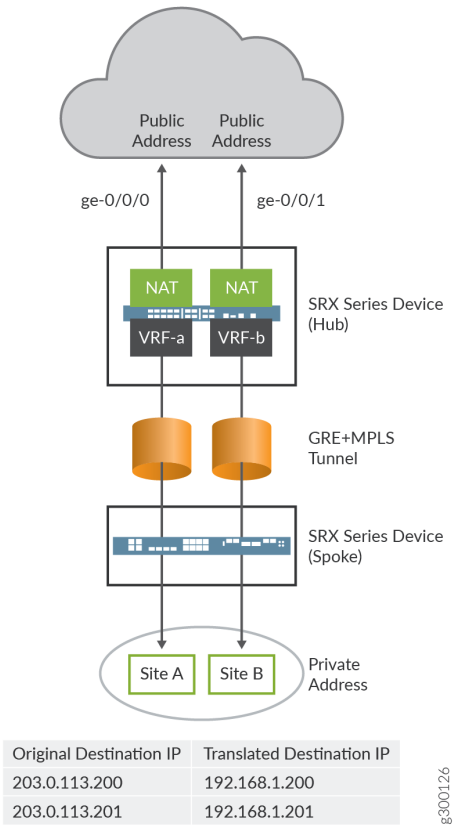 Public Address
Public Address
ge-0/0/0
ge-0/0/1
NAT
NAT
VRF-a
VRF-b
SRX Series Device
(Hub)
GRE+MPLS
Tunnel
SRX Series Device
(Spoke)
Site A
Site B
Private
Address
Original Destination IP Translated Destination IP
203.0.113.200 192.168.1.200
203.0.113.201 192.168.1.201
g300126